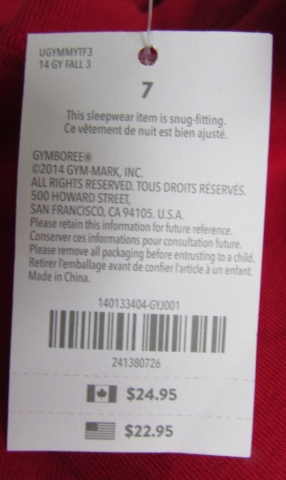 UGYMMYTF3
14 GY FALL 3
7
This sleepwear item is snug-fitting.
Ce vêtement de nuit est bien ajusté.
GYMBOREE®
©2014 GYM-MARK, INC.
ALL RIGHTS RESERVED. TOUS DROITS RÉSERVÉS.
500 HOWARD STREET,
SAN FRANCISCO, CA 94105. U.S.A.
Please retain this information for future reference.
Conserver ces informations pour consultation future.
Please remove all packaging before entrusting to a child.
Retirer l'emballage avant de confier l'article à un enfant.
Made in China.
140133404-GYJ001
241380726
$24.95
$22.95